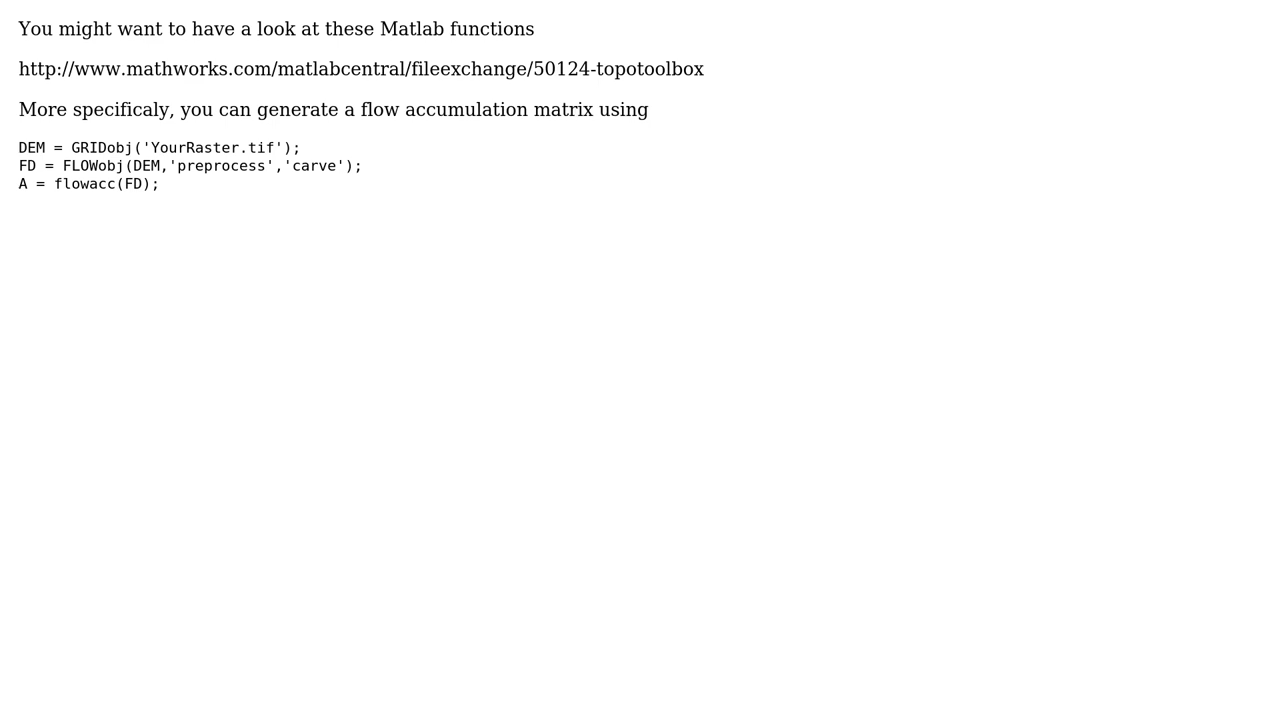 You might want to have a look at these Matlab functions
http://www.mathworks.com/matlabcentral/fileexchange/50124-topotoolbox
More specificaly, you can generate a flow accumulation matrix using
DEM = GRIDobj('YourRaster.tif');
FD = FLOWobj(DEM,'preprocess','carve');
A = flowacc(FD);